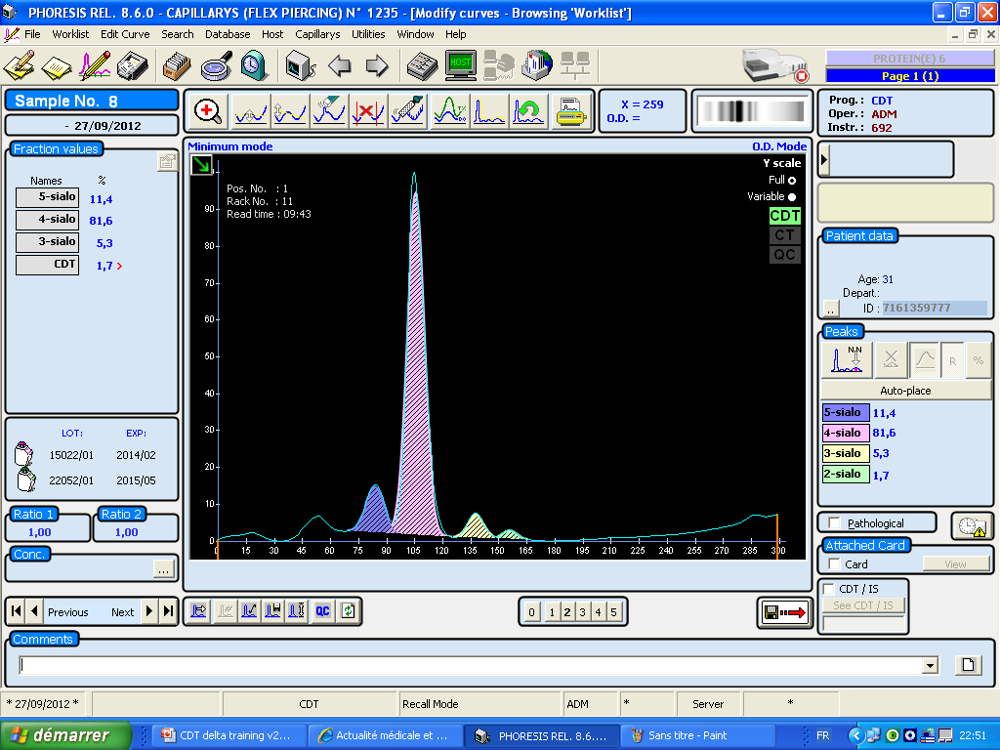 PHORESIS REL. 8.6.0 - CAPILLARYS (FLEX PIERCING) N° 1235 - [Modify curves - Browsing 'Worklist']
File Worklist Edit Curve Search Database Host Capillarys Utilities Window Help
HOST
PROTEIN(E) 6
Page 1 (1)
Sample No. 8
- 27/09/2012
X = 259
O.D. =
Prog.: CDT
Oper.: ADM
Instr.: 692
Fraction values
Names %
5-sialo 11,4
4-sialo 81,6
3-sialo 5,3
CDT 1,7 >
LOT: EXP:
15022/01 2014/02
22052/01 2015/05
Ratio 1 Ratio 2
1,00 1,00
Conc.
...
Previous Next
Minimum mode O.D. Mode
Y scale
Full
Variable
CDT
CT
QC
Pos. No. : 1
Rack No. : 11
Read time : 09:43
90
80
70
60
50
40
30
20
10
0
0 15 30 45 60 75 90 105 120 135 150 165 180 195 210 225 240 255 270 285 300
QC
0 1 2 3 4 5
Patient data
Age: 31
Depart.:
.. ID : 7161359777
Peaks
N.N
R %
Auto-place
5-sialo 11,4
4-sialo 81,6
3-sialo 5,3
2-sialo 1,7
Pathological
Attached Card
Card View
CDT / IS
See CDT / IS
Comments
* 27/09/2012 * CDT Recall Mode ADM * Server *
démarrer CDT delta training v2... Actualité médicale et ... PHORESIS REL. 8.6.... Sans titre - Paint FR 22:51